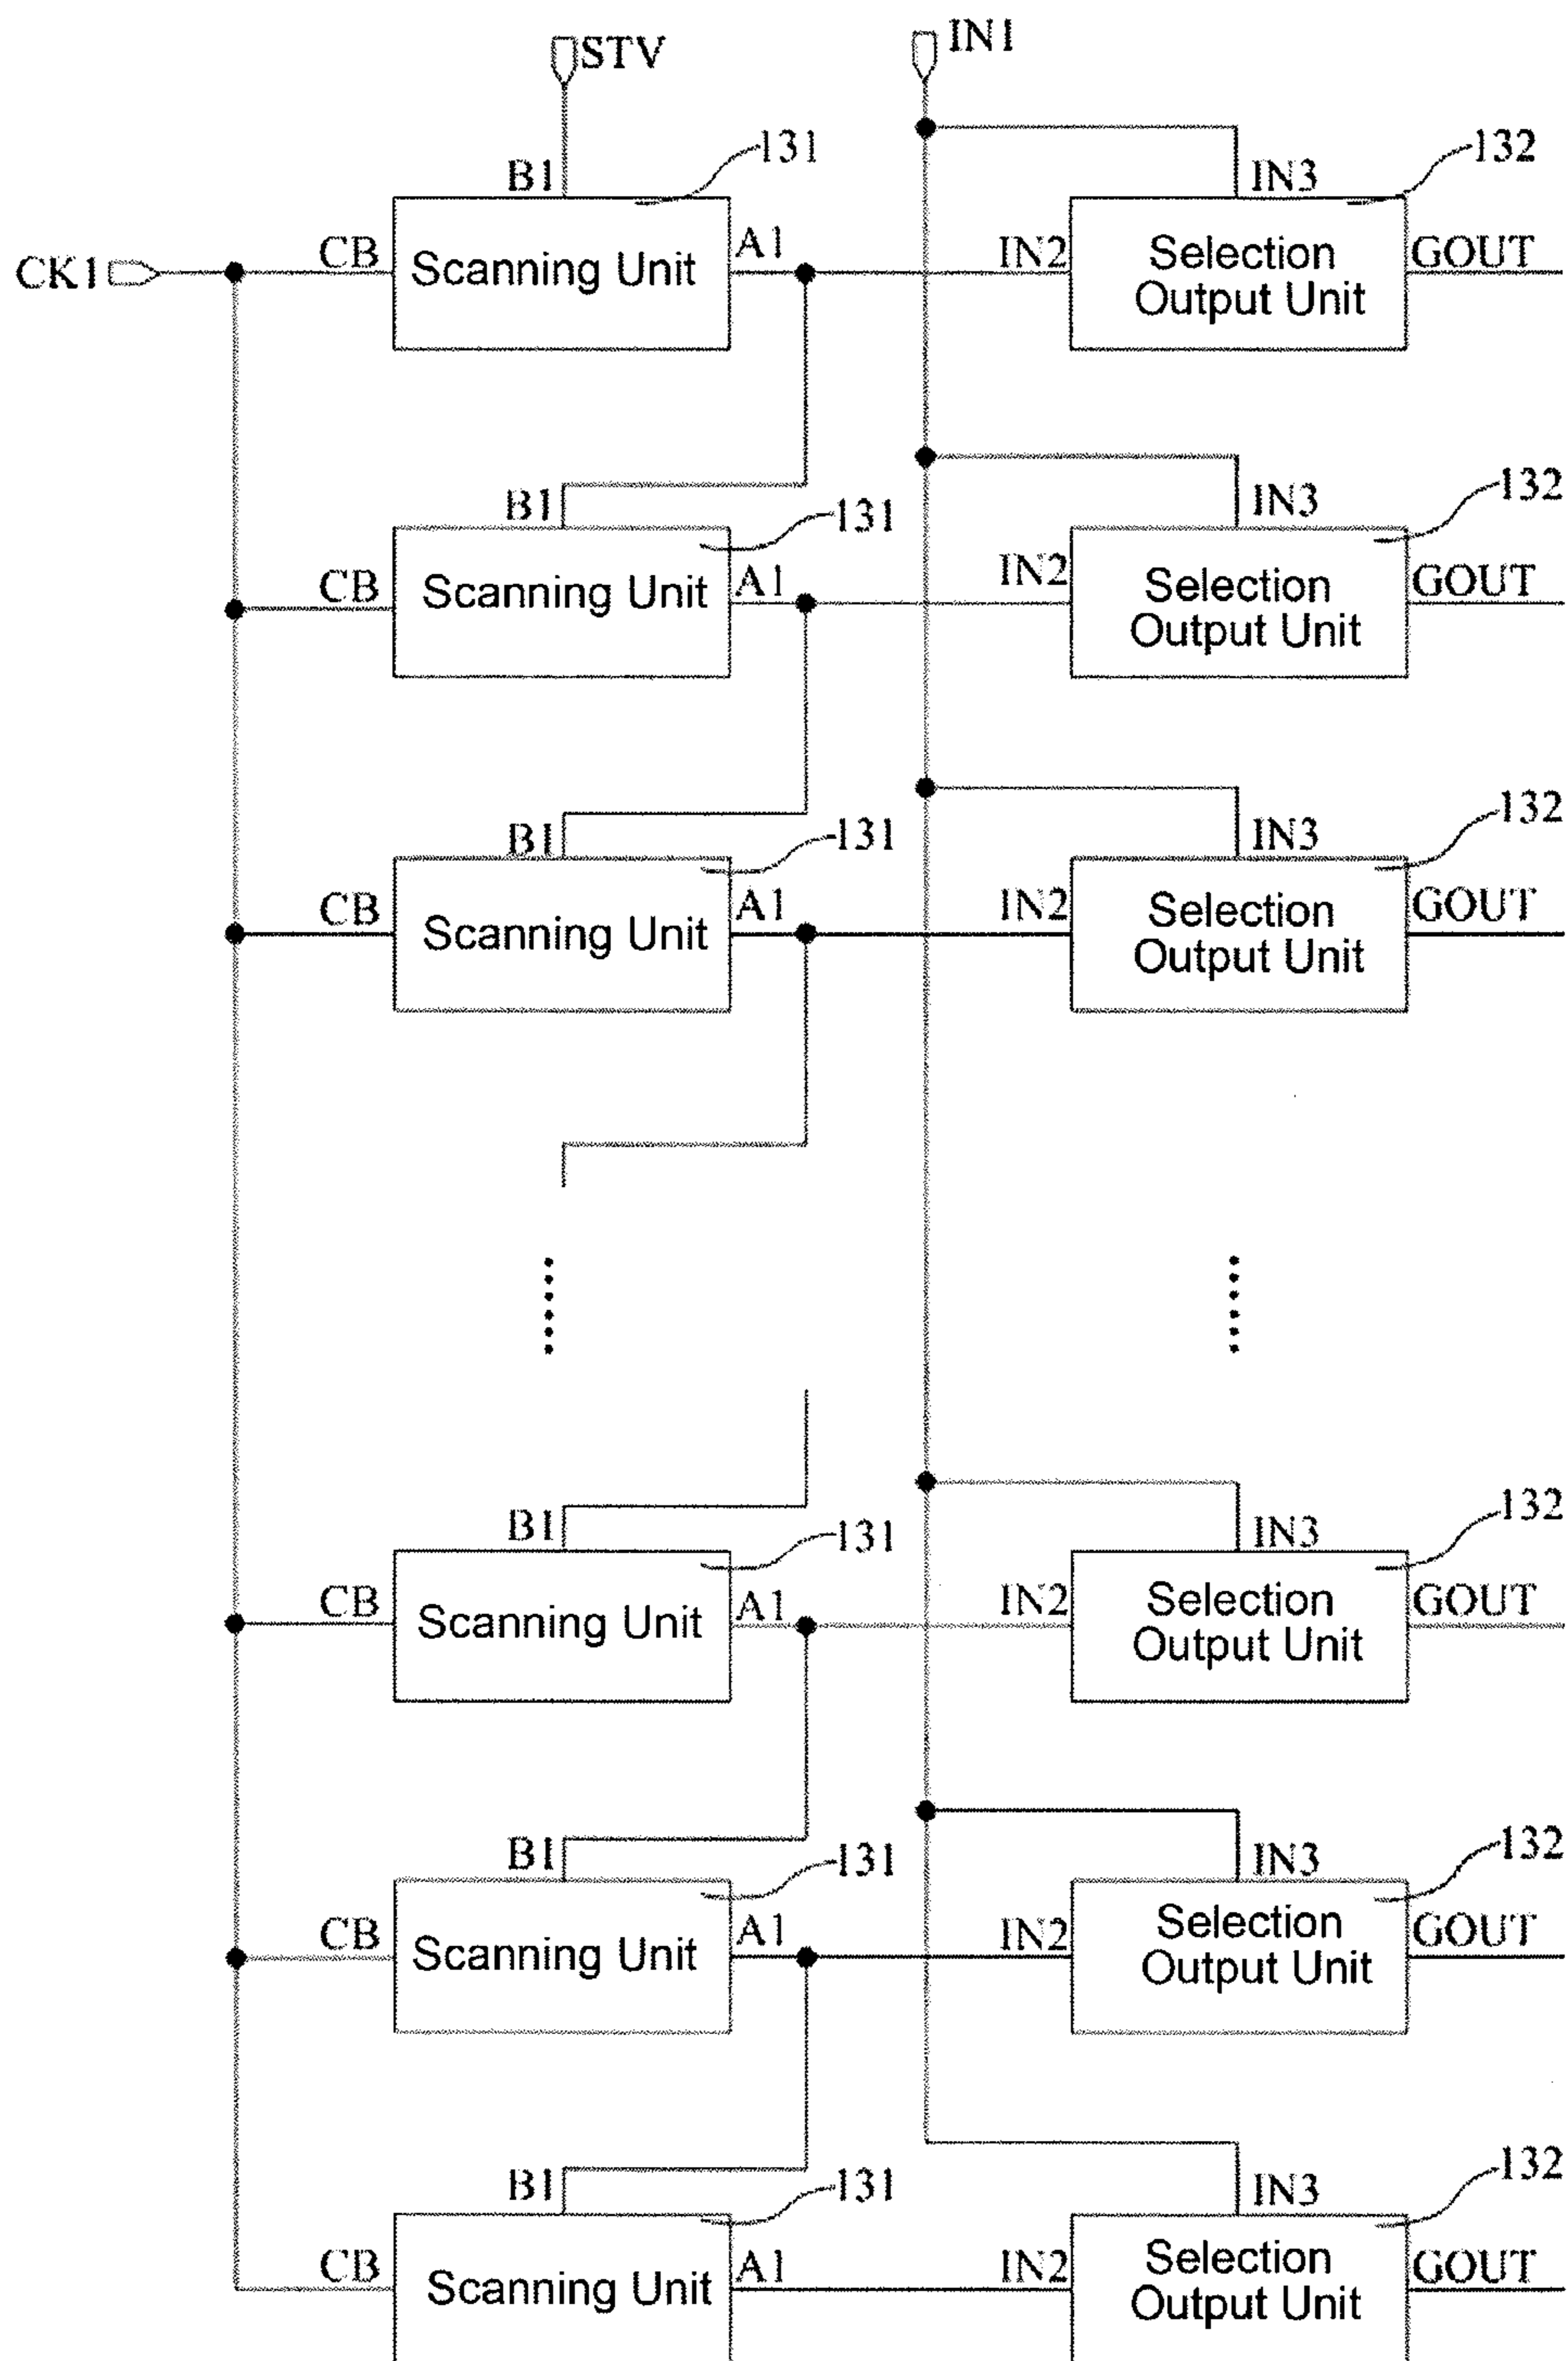 STV
IN1
131
132
B1
IN3
CK1
CB
Scanning Unit
A1
IN2
Selection
Output Unit
GOUT
B1
131
IN3
132
CB
Scanning Unit
A1
IN2
Selection
Output Unit
GOUT
B1
131
IN3
132
CB
Scanning Unit
A1
IN2
Selection
Output Unit
GOUT
B1
131
IN3
132
CB
Scanning Unit
A1
IN2
Selection
Output Unit
GOUT
B1
131
IN3
132
CB
Scanning Unit
A1
IN2
Selection
Output Unit
GOUT
B1
131
IN3
132
CB
Scanning Unit
A1
IN2
Selection
Output Unit
GOUT